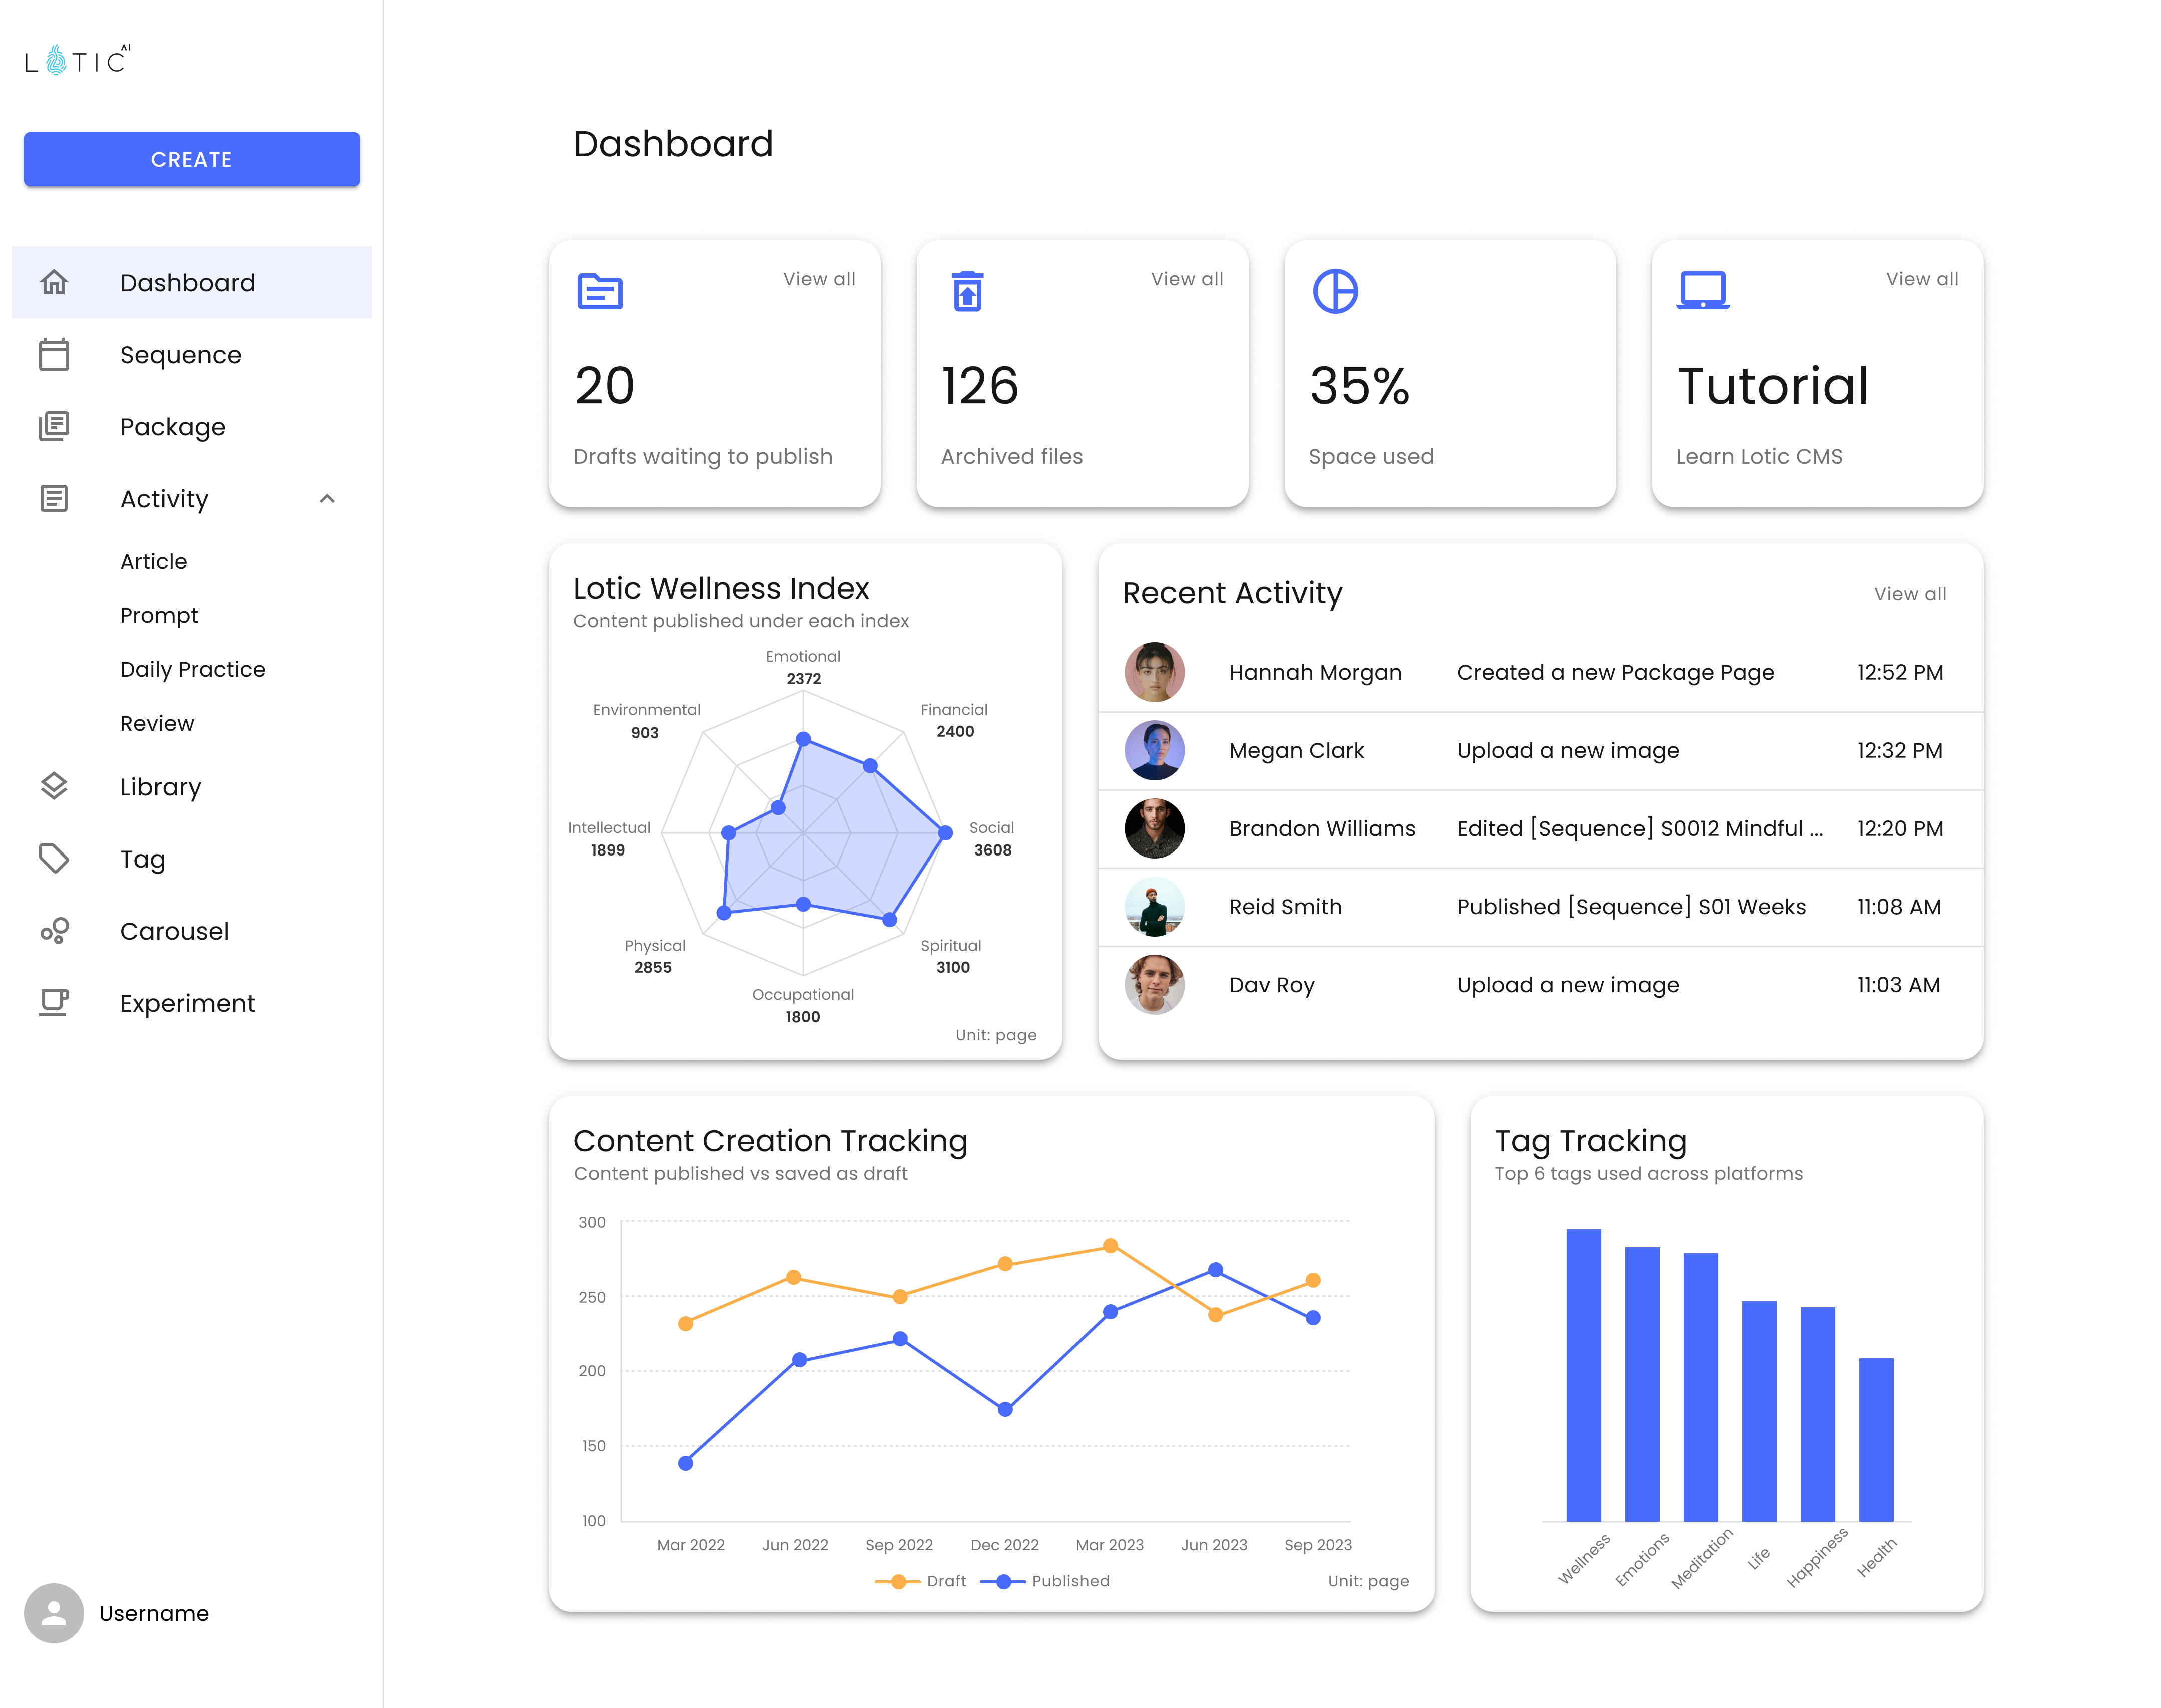 LOTIC AI
CREATE
Dashboard
Sequence
Package
Activity
Article
Prompt
Daily Practice
Review
Library
Tag
Carousel
Experiment
Username
Dashboard
View all
20
Drafts waiting to publish
View all
126
Archived files
35%
Space used
View all
Tutorial
Learn Lotic CMS
Lotic Wellness Index
Content published under each index
Emotional
2372
Financial
2400
Social
3608
Spiritual
3100
Occupational
1800
Physical
2855
Intellectual
1899
Environmental
903
Unit: page
Recent Activity
View all
Hannah Morgan Created a new Package Page 12:52 PM
Megan Clark Upload a new image 12:32 PM
Brandon Williams Edited [Sequence] S0012 Mindful ... 12:20 PM
Reid Smith Published [Sequence] S01 Weeks 11:08 AM
Dav Roy Upload a new image 11:03 AM
Content Creation Tracking
Content published vs saved as draft
300
250
200
150
100
Mar 2022 Jun 2022 Sep 2022 Dec 2022 Mar 2023 Jun 2023 Sep 2023
Draft Published
Unit: page
Tag Tracking
Top 6 tags used across platforms
Wellness
Emotions
Meditation
Life
Happiness
Health